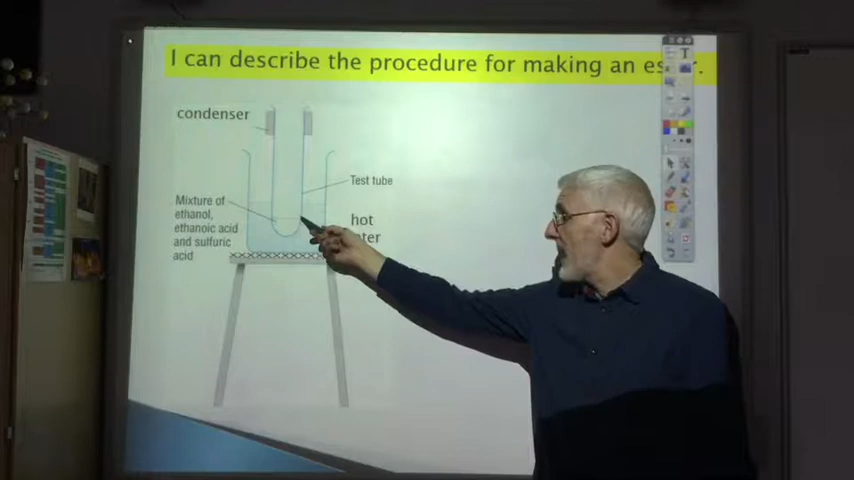 I can describe the procedure for making an
condenser
Test tube
Mixture of
ethanol,
ethanoic acid
and sulfuric
acid
hot
T